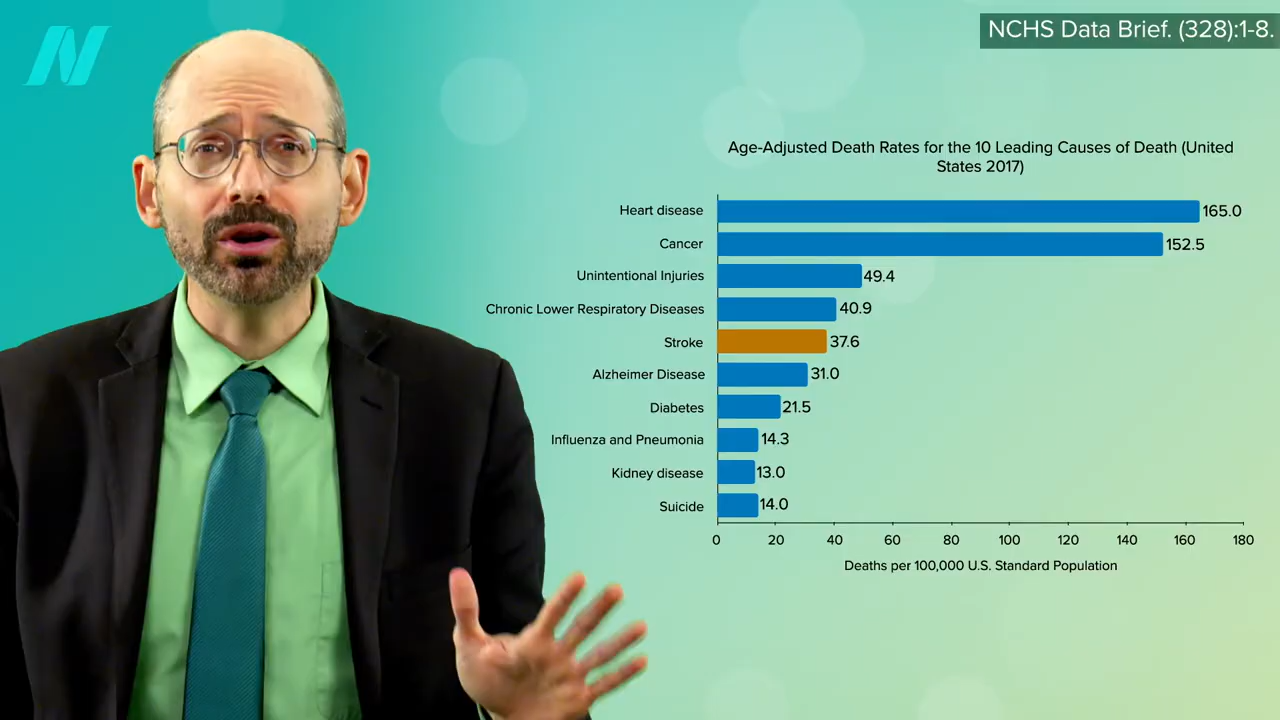 NCHS Data Brief. (328):1-8.
Age-Adjusted Death Rates for the 10 Leading Causes of Death (United
States 2017)
Heart disease 165.0
Cancer 152.5
Unintentional Injuries 49.4
Chronic Lower Respiratory Diseases 40.9
Stroke 37.6
Alzheimer Disease 31.0
Diabetes 21.5
Influenza and Pneumonia 14.3
Kidney disease 13.0
Suicide 14.0
0 20 40 60 80 100 120 140 160 180
Deaths per 100,000 U.S. Standard Population